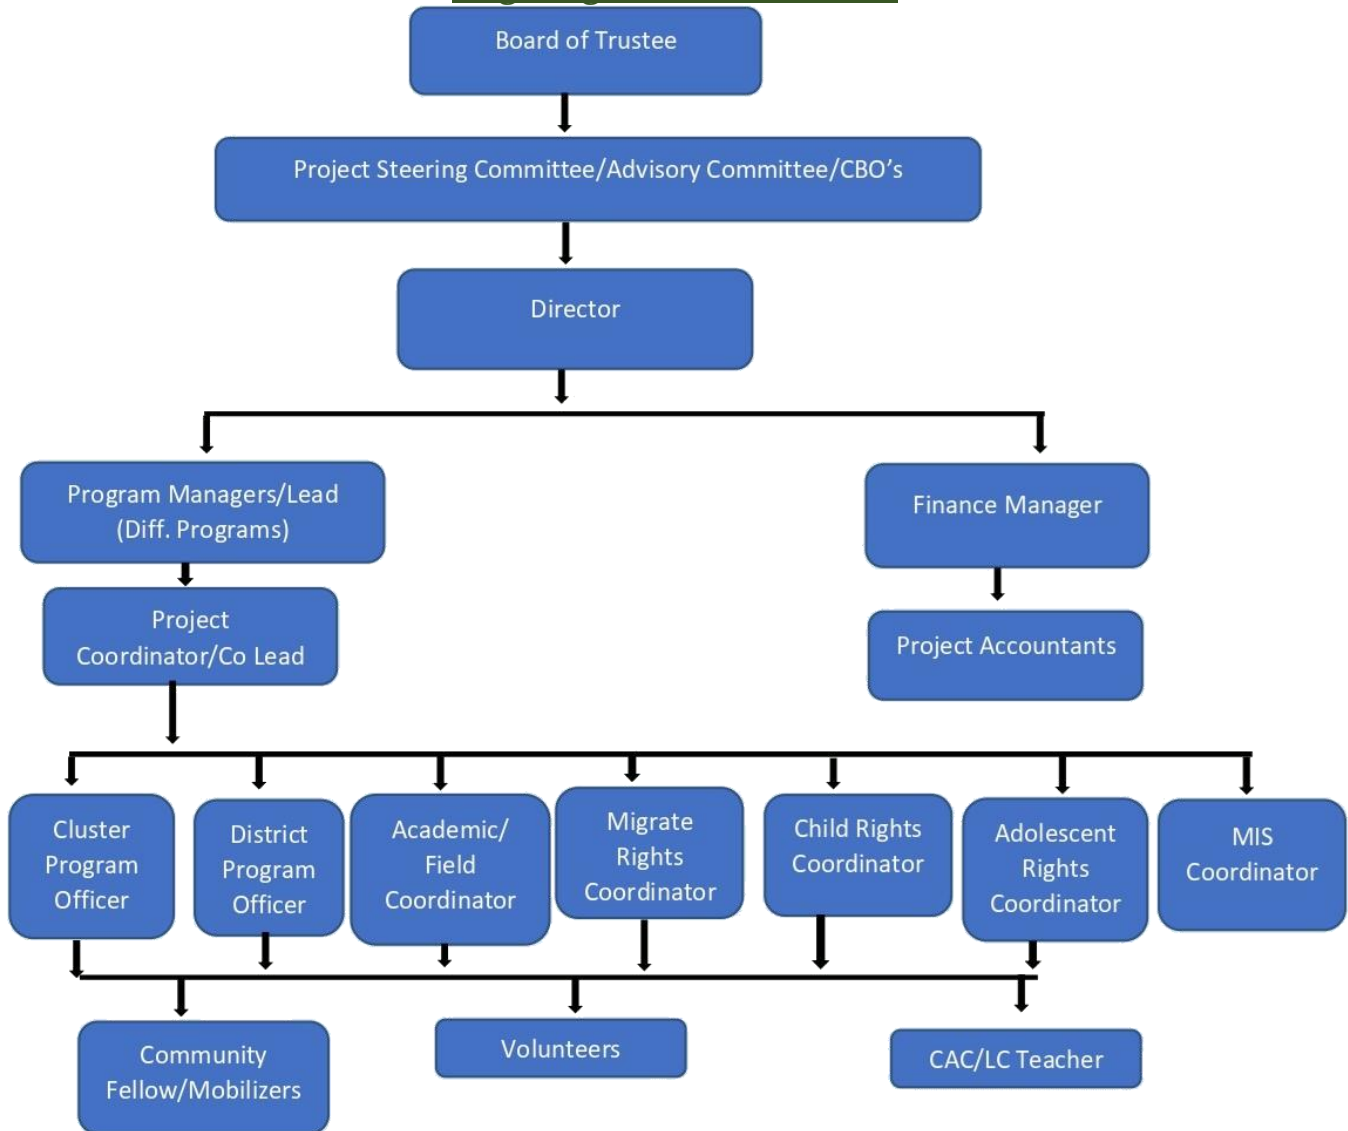 Board of Trustee
Project Steering Committee/Advisory Committee/CBO’s
Director
Program Managers/Lead
(Diff. Programs)
Finance Manager
Project
Coordinator/Co Lead
Project Accountants
Cluster
Program
Officer
District
Program
Officer
Academic/
Field
Coordinator
Migrate
Rights
Coordinator
Child Rights
Coordinator
Adolescent
Rights
Coordinator
MIS
Coordinator
Community
Fellow/Mobilizers
Volunteers
CAC/LC Teacher